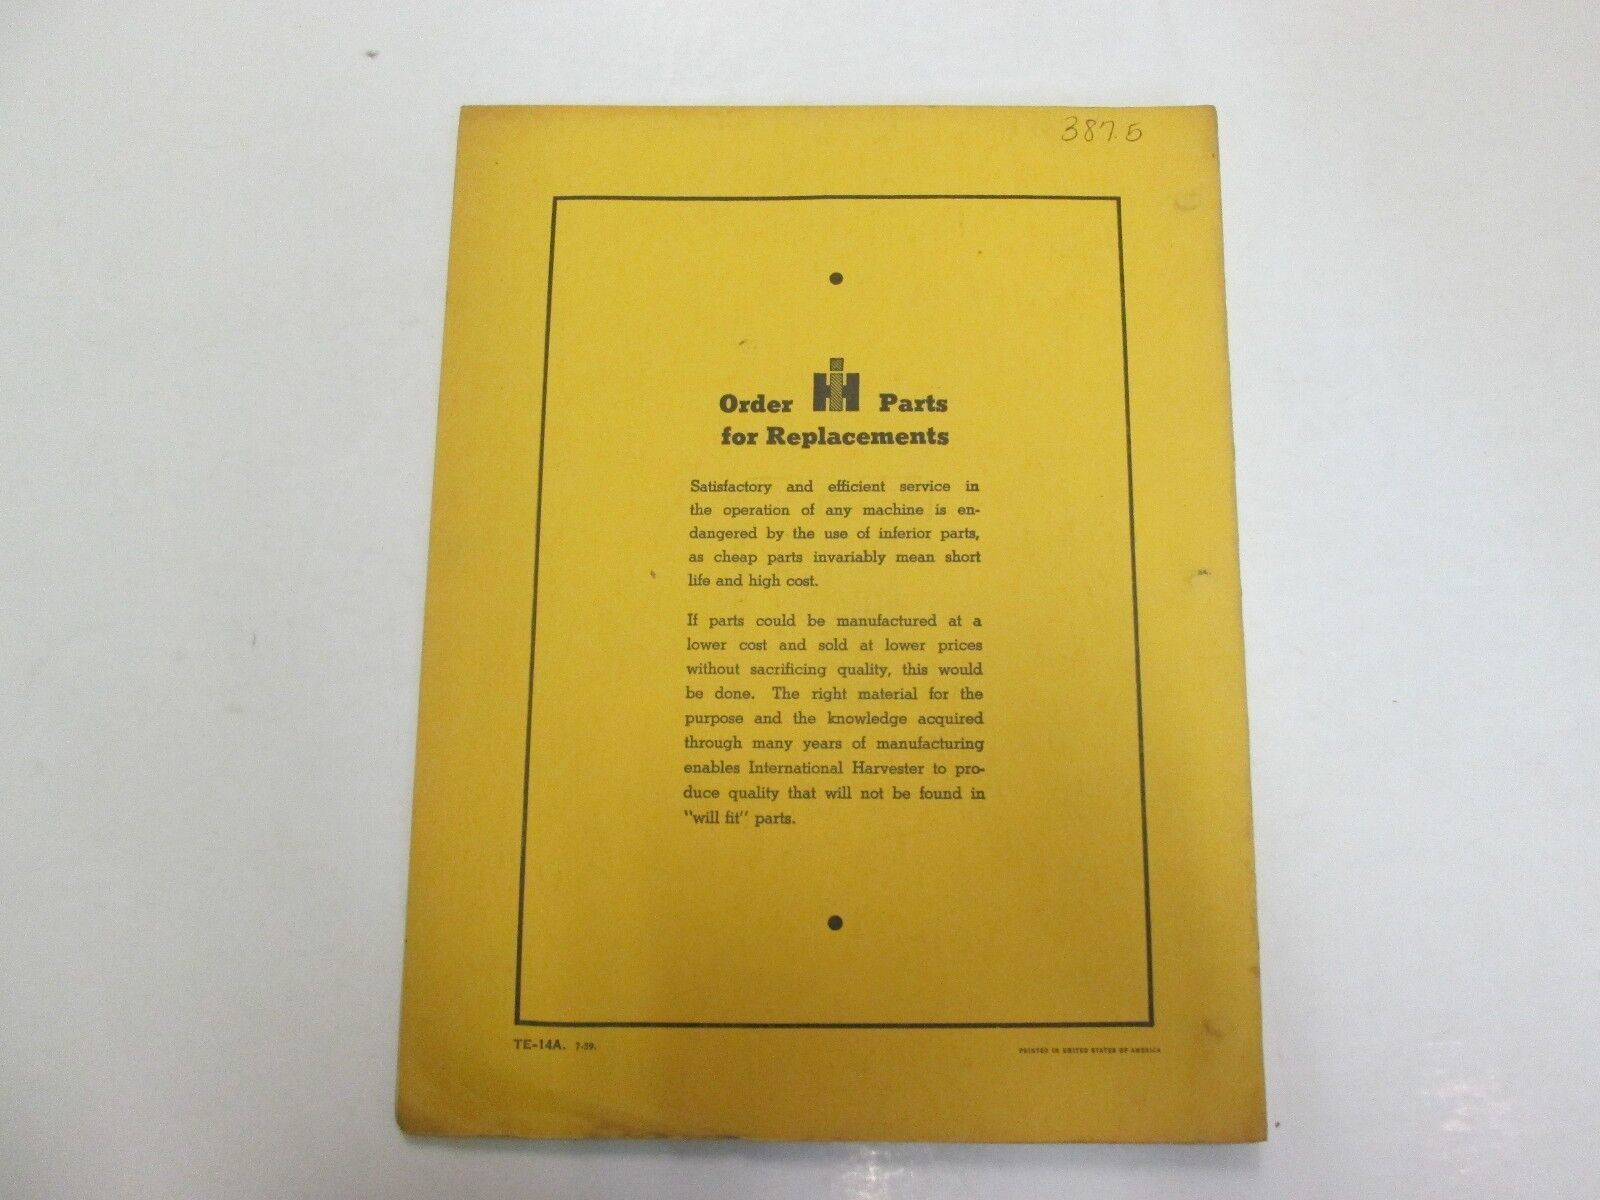 387.5
Order IH Parts
for Replacements
Satisfactory and efficient service in
the operation of any machine is en-
dangered by the use of inferior parts,
as cheap parts invariably mean short
life and high cost.
If parts could be manufactured at a
lower cost and sold at lower prices
without sacrificing quality, this would
be done. The right material for the
purpose and the knowledge acquired
through many years of manufacturing
enables International Harvester to pro-
duce quality that will not be found in
"will fit" parts.
TE-14A. 7-59.
PRINTED IN UNITED STATES OF AMERICA